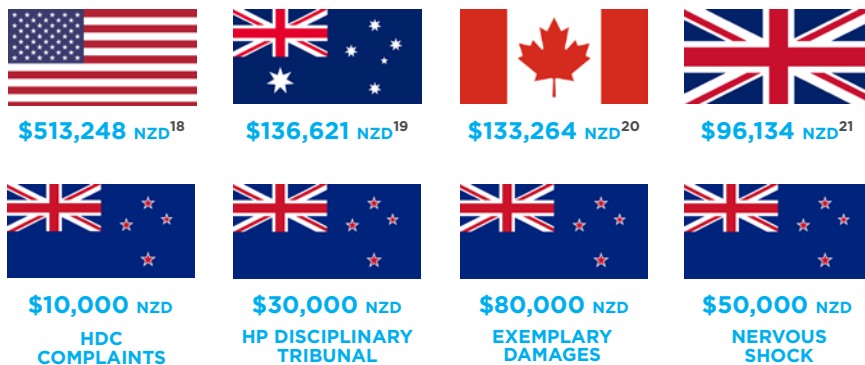 $513,248 NZD18
$136,621 NZD19
$133,264 NZD20
$96,134 NZD21
$10,000 NZD
HDC
COMPLAINTS
$30,000 NZD
HP DISCIPLINARY
TRIBUNAL
$80,000 NZD
EXEMPLARY
DAMAGES
$50,000 NZD
NERVOUS
SHOCK